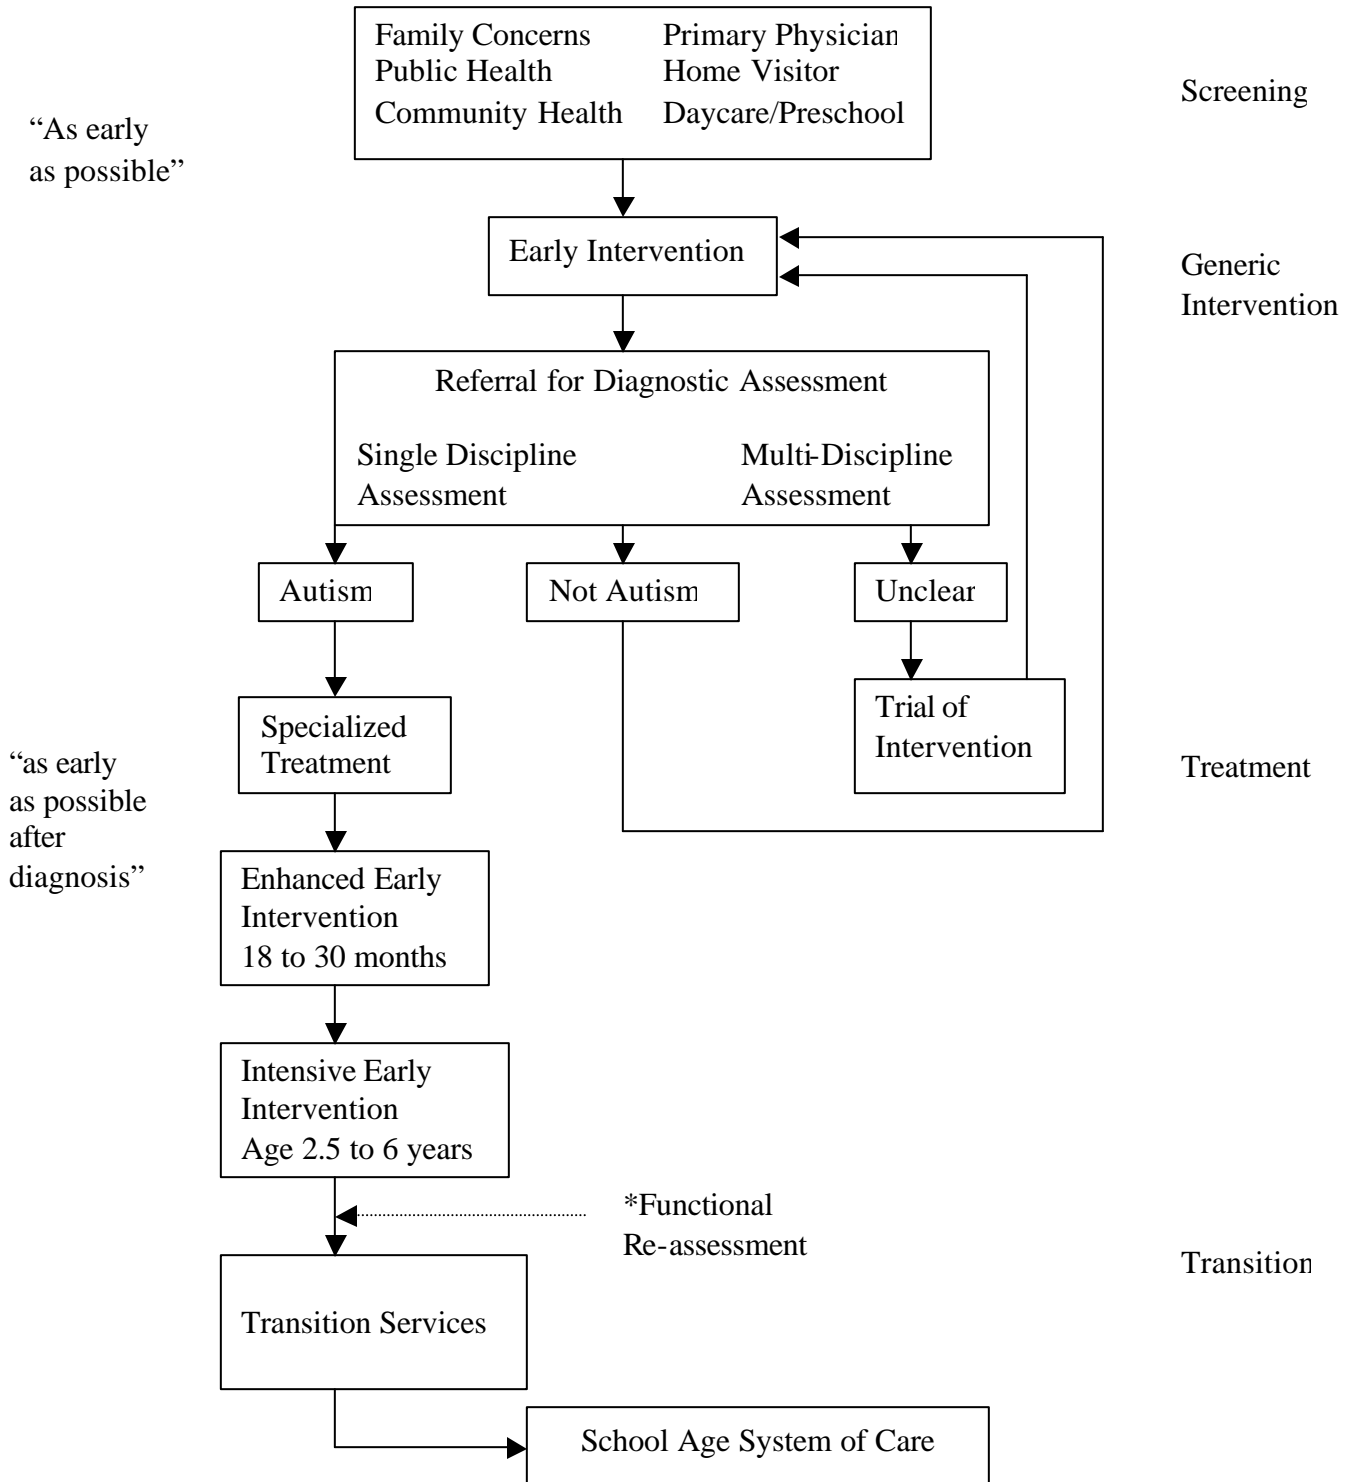 Family Concerns Primary Physician
Public Health Home Visitor
Community Health Daycare/Preschool
Screening
“As early
as possible”
Early Intervention
Generic
Intervention
Referral for Diagnostic Assessment
Single Discipline
Assessment
Multi-Discipline
Assessment
Autism
Not Autism
Unclear
Specialized
Treatment
Trial of
Intervention
“as early
as possible
after
diagnosis”
Treatment
Enhanced Early
Intervention
18 to 30 months
Intensive Early
Intervention
Age 2.5 to 6 years
*Functional
Re-assessment
Transition
Transition Services
School Age System of Care